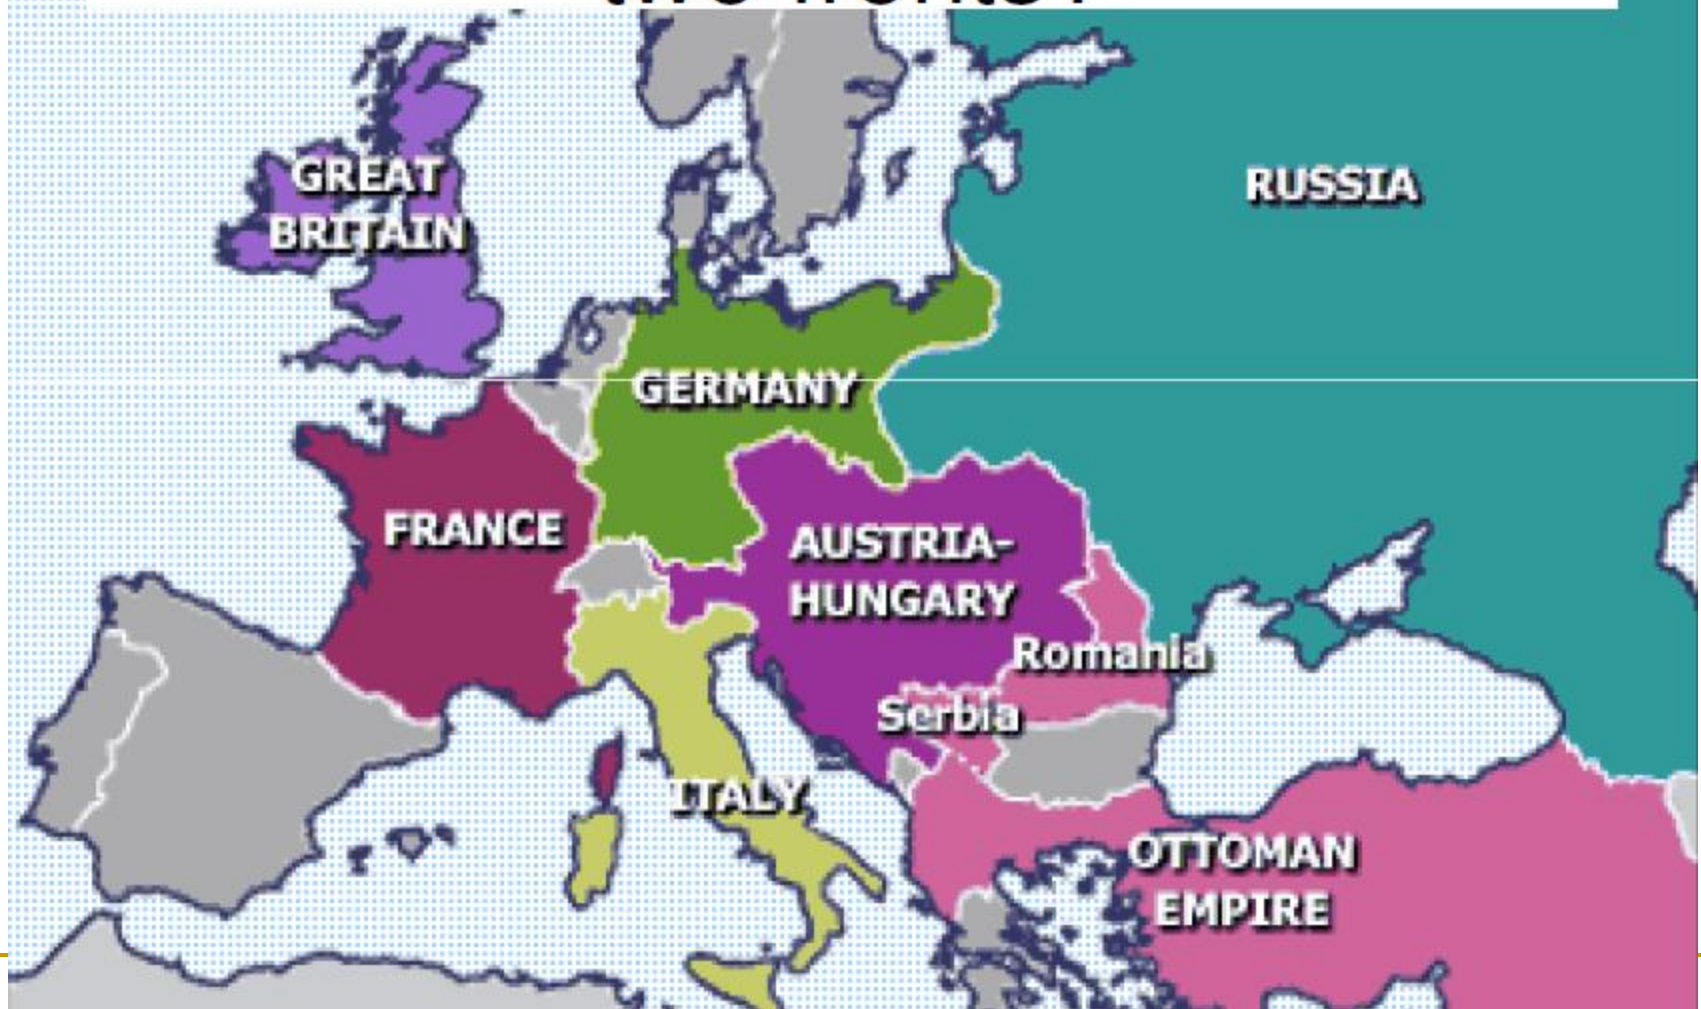 GREAT
BRITAIN
RUSSIA
GERMANY
FRANCE
AUSTRIA-
HUNGARY
Romania
Serbia
ITALY
OTTOMAN
EMPIRE